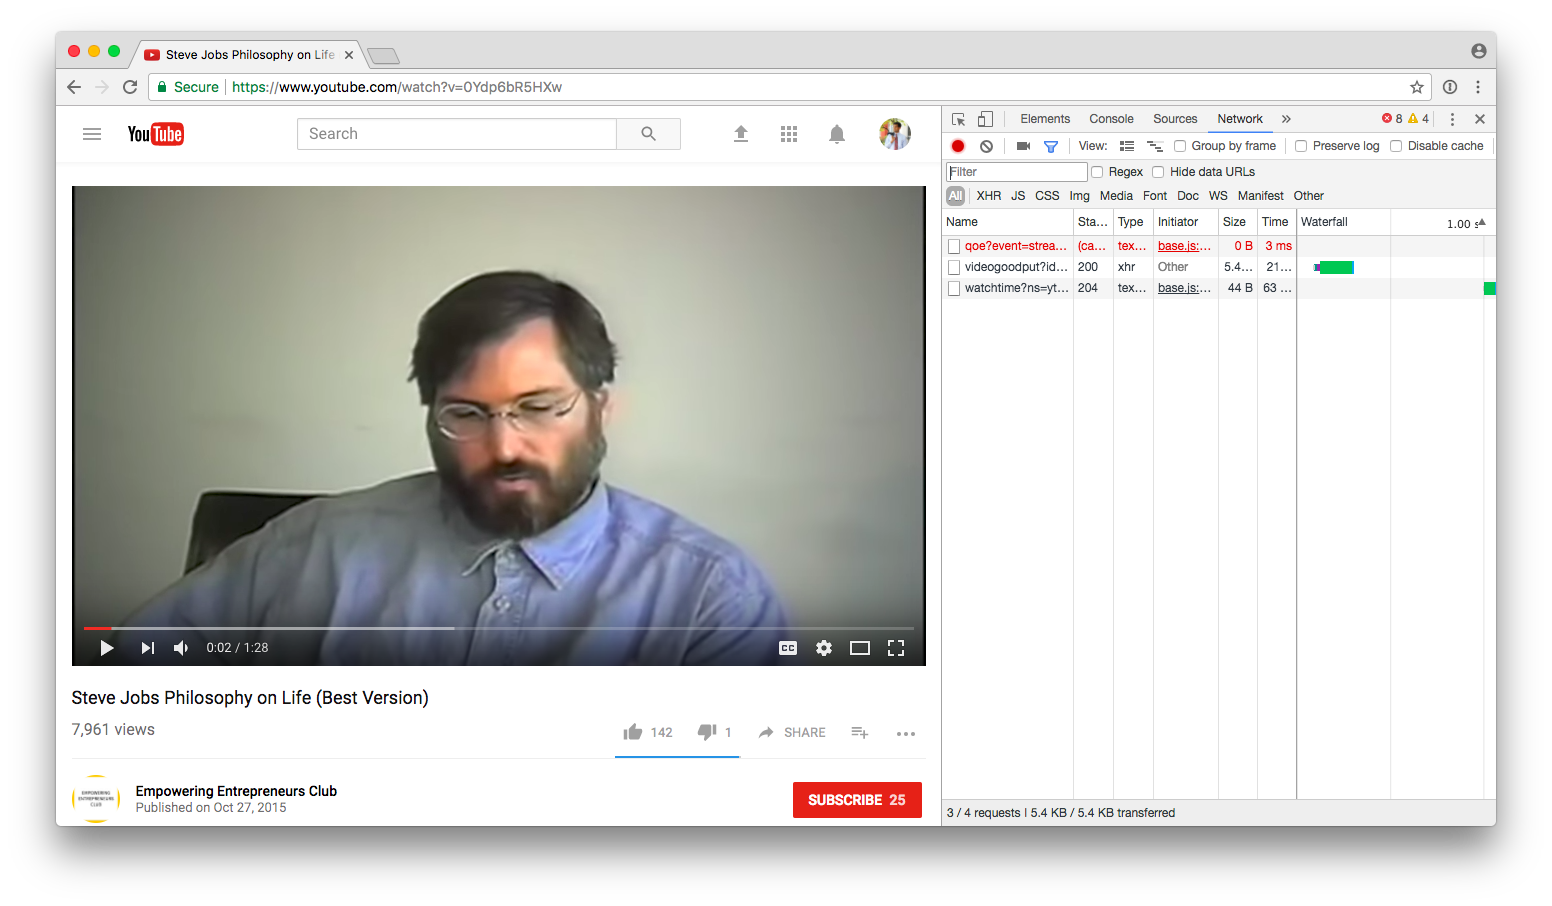 Steve Jobs Philosophy on Life
Secure https://www.youtube.com/watch?v=0Ydp6bR5HXw
YouTube
Search
Elements Console Sources Network » 8 4
View: Group by frame Preserve log Disable cache
Filter Regex Hide data URLs
All XHR JS CSS Img Media Font Doc WS Manifest Other
Name Sta... Type Initiator Size Time Waterfall 1.00 s
qoe?event=strea... (ca... tex... base.js:... 0 B 3 ms
videogoodput?id... 200 xhr Other 5.4... 21...
watchtime?ns=yt... 204 tex... base.js:... 44 B 63 ...
0:02 / 1:28 CC
Steve Jobs Philosophy on Life (Best Version)
7,961 views
142 1 SHARE
EMPOWERING
ENTREPRENEURS
CLUB
Empowering Entrepreneurs Club
Published on Oct 27, 2015
SUBSCRIBE 25
3 / 4 requests | 5.4 KB / 5.4 KB transferred